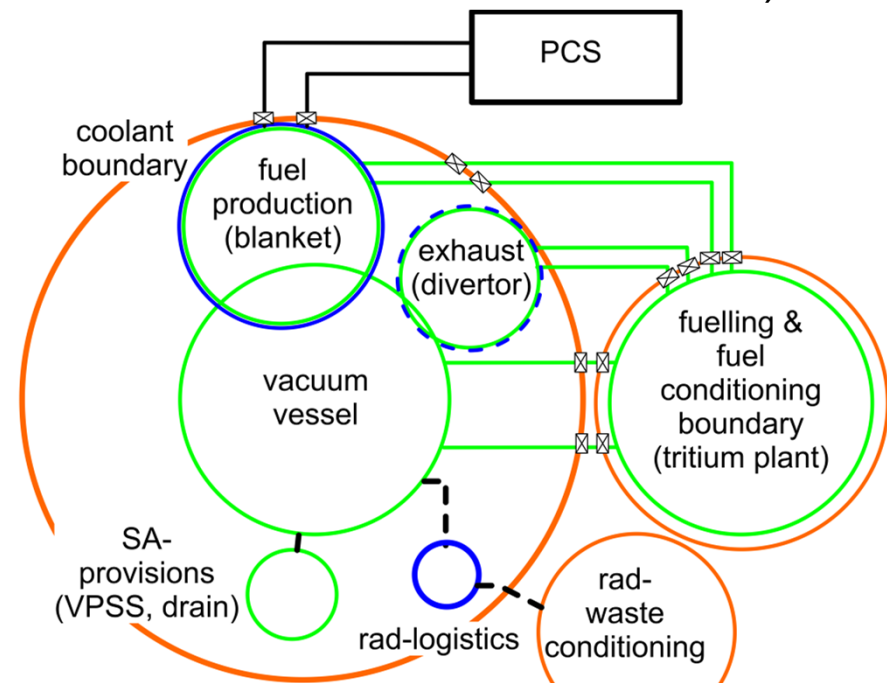 PCS
coolant
boundary
fuel
production
(blanket)
exhaust
(divertor)
fuelling &
fuel
conditioning
boundary
(tritium plant)
vacuum
vessel
SA-
provisions
(VPSS, drain)
rad-logistics
rad-
waste
conditioning